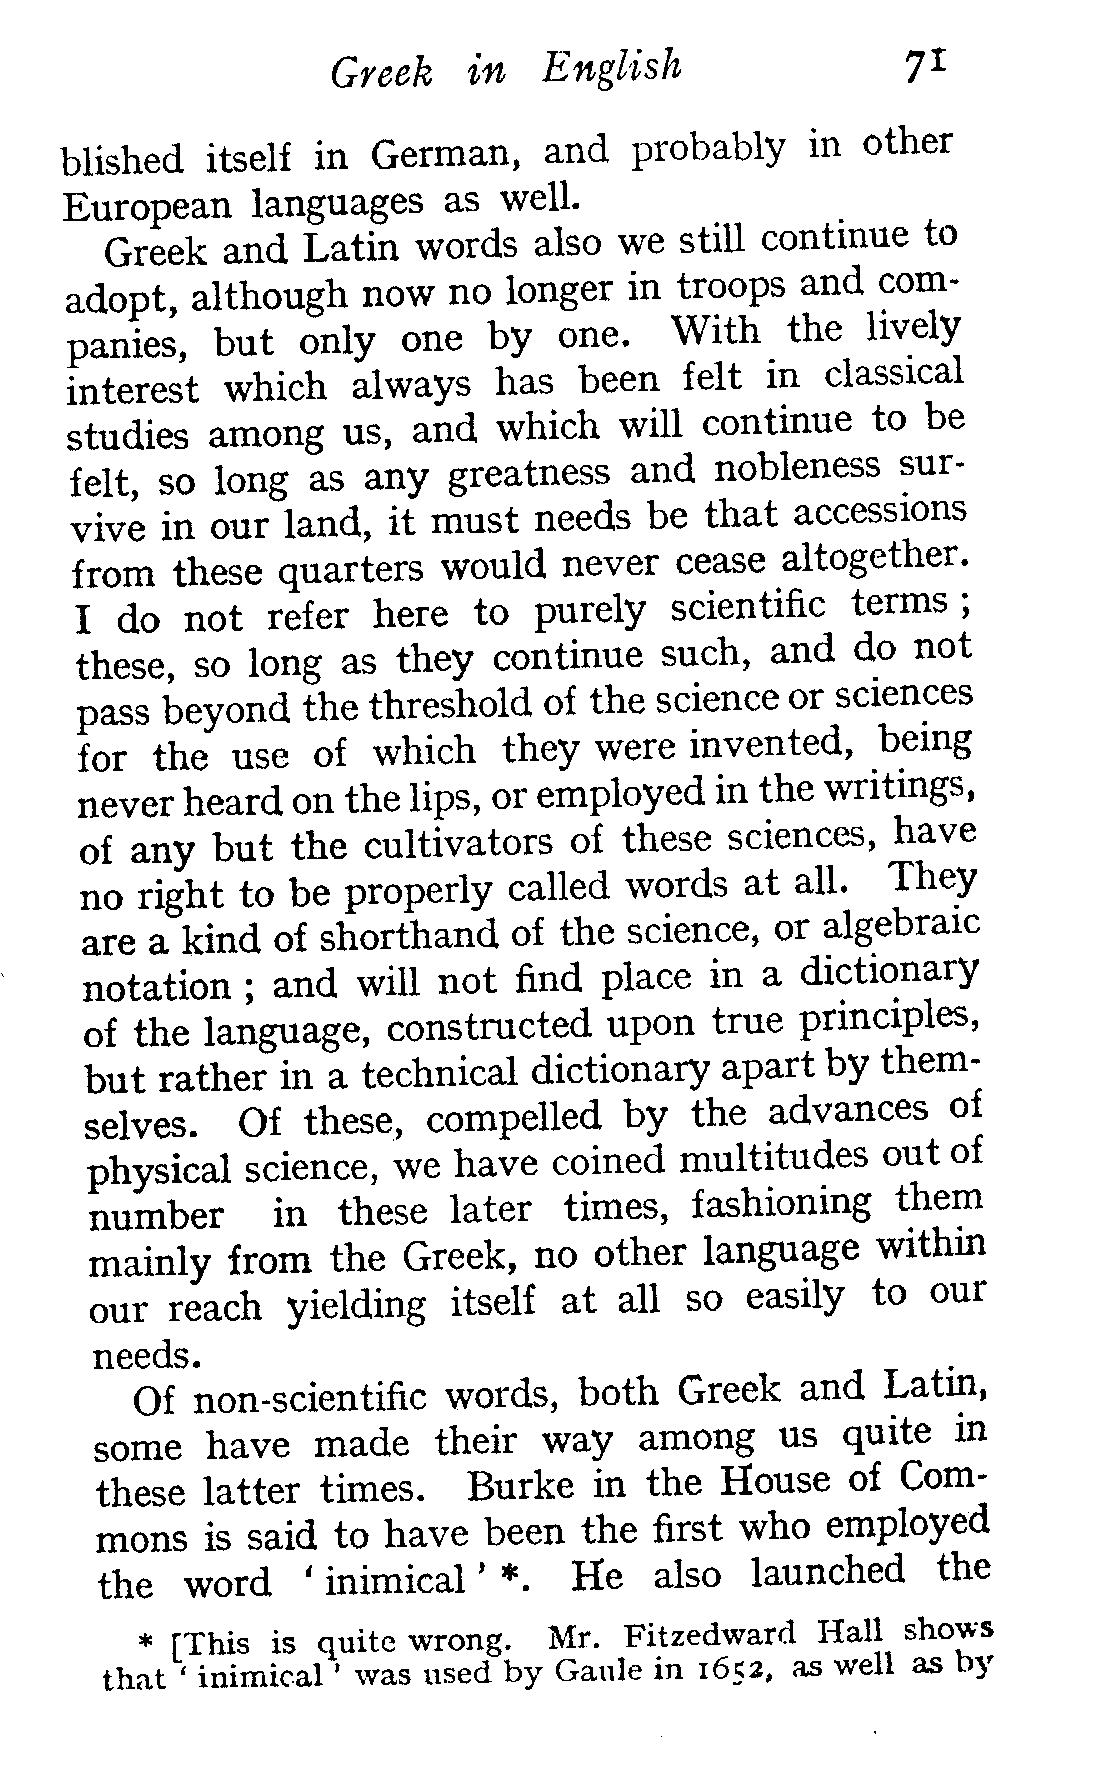 Greek in English 71
blished itself in German, and probably in other
European languages as well.
Greek and Latin words also we still continue to
adopt, although now no longer in troops and com-
panies, but only one by one. With the lively
interest which always has been felt in classical
studies among us, and which will continue to be
felt, so long as any greatness and nobleness sur-
vive in our land, it must needs be that accessions
from these quarters would never cease altogether.
I do not refer here to purely scientific terms ;
these, so long as they continue such, and do not
pass beyond the threshold of the science or sciences
for the use of which they were invented, being
never heard on the lips, or employed in the writings,
of any but the cultivators of these sciences, have
no right to be properly called words at all. They
are a kind of shorthand of the science, or algebraic
notation ; and will not find place in a dictionary
of the language, constructed upon true principles,
but rather in a technical dictionary apart by them-
selves. Of these, compelled by the advances of
physical science, we have coined multitudes out of
number in these later times, fashioning them
mainly from the Greek, no other language within
our reach yielding itself at all so easily to our
needs.
Of non-scientific words, both Greek and Latin,
some have made their way among us quite in
these latter times. Burke in the House of Com-
mons is said to have been the first who employed
the word ‘ inimical ’ *. He also launched the
* [This is quite wrong. Mr. Fitzedward Hall shows
that ‘ inimical ’ was used by Gaule in 1652, as well as by